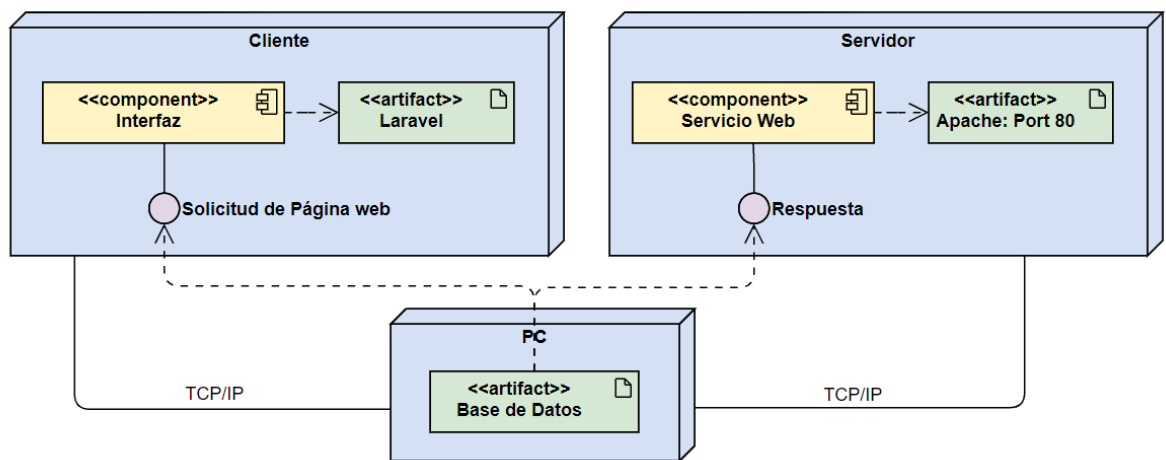 Cliente
<<component>>
Interfaz
<<artifact>>
Laravel
Solicitud de Página web
Servidor
<<component>>
Servicio Web
<<artifact>>
Apache: Port 80
Respuesta
PC
<<artifact>>
Base de Datos
TCP/IP
TCP/IP